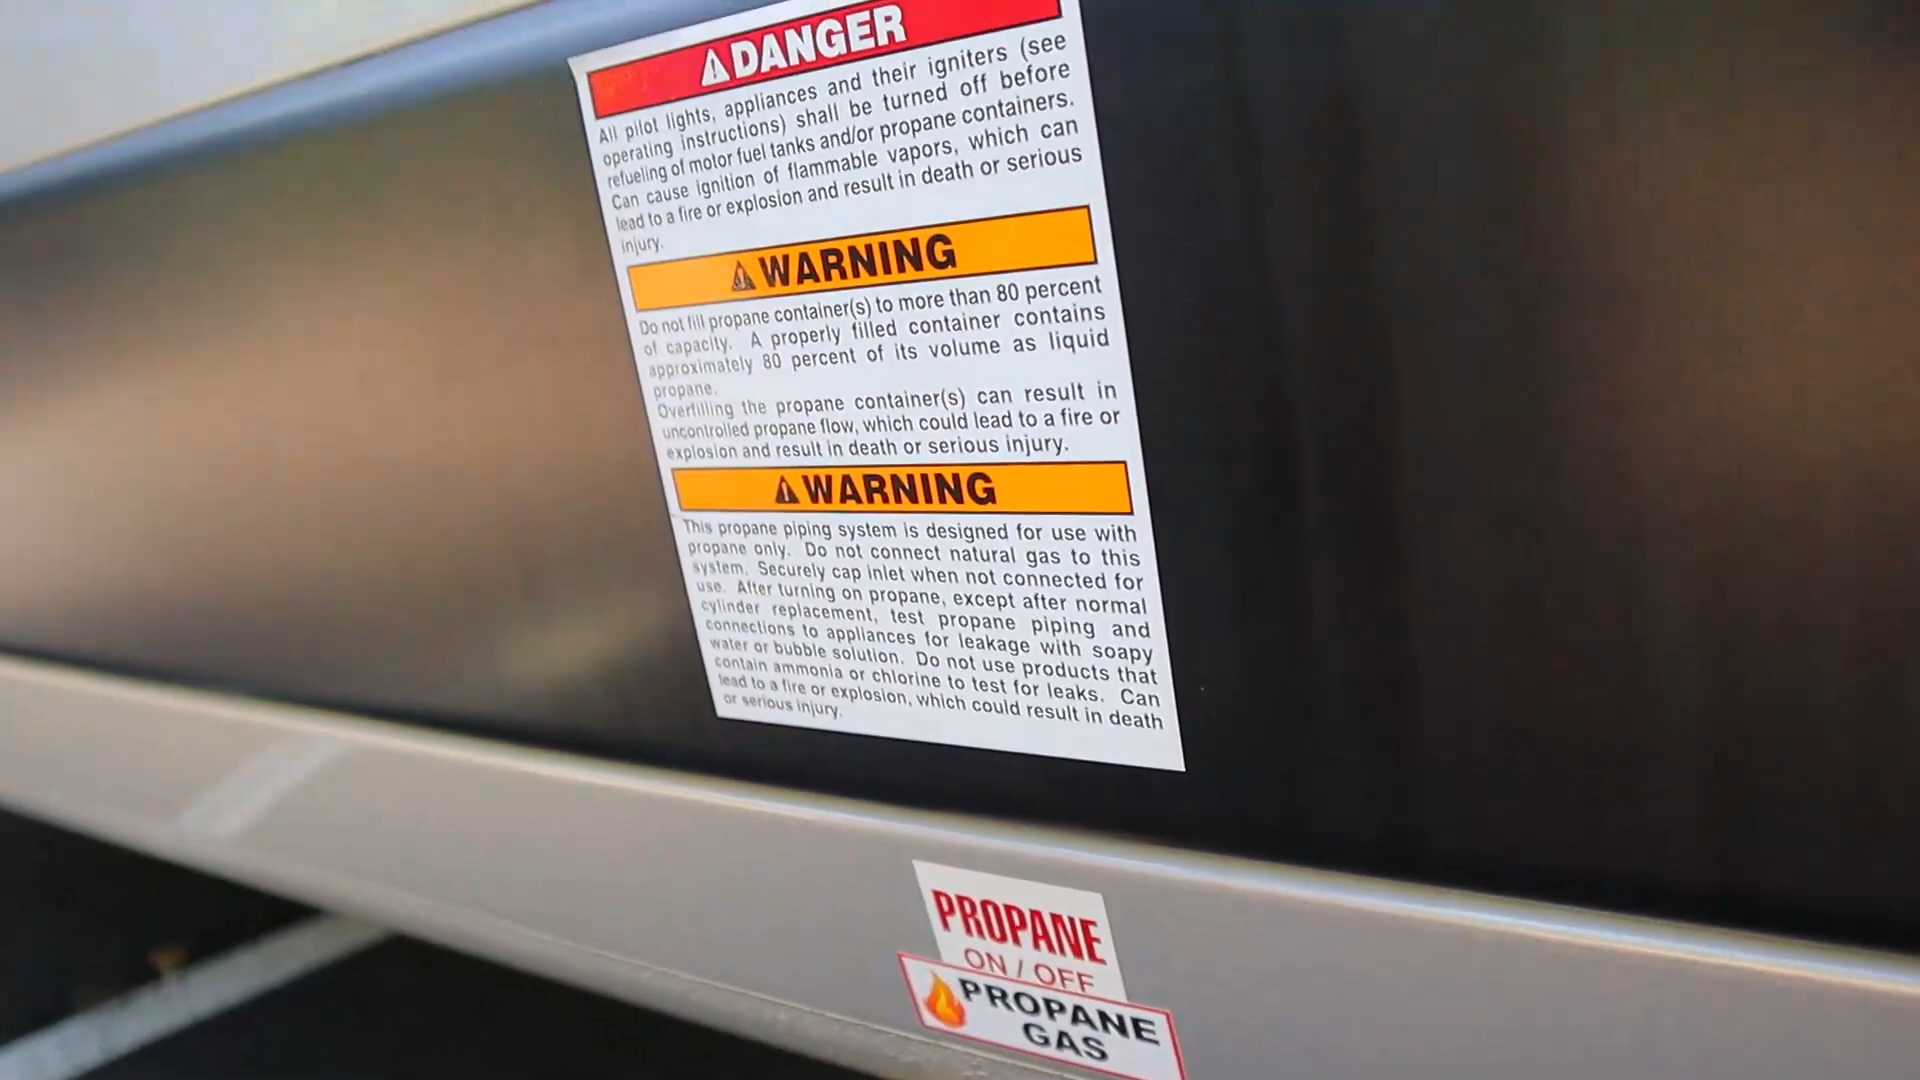 DANGER
All pilot lights, appliances and their igniters (see
operating instructions) shall be turned off before
refueling of motor fuel tanks and/or propane containers.
Can cause ignition of flammable vapors, which can
lead to a fire or explosion and result in death or serious
injury.
WARNING
Do not fill propane container(s) to more than 80 percent
of capacity. A properly filled container contains
approximately 80 percent of its volume as liquid
propane.
Overfilling the propane container(s) can result in
uncontrolled propane flow, which could lead to a fire or
explosion and result in death or serious injury.
WARNING
This propane piping system is designed for use with
propane only. Do not connect natural gas to this
system. Securely cap inlet when not connected for
use. After turning on propane, except after normal
cylinder replacement, test propane piping and
connections to appliances for leakage with soapy
water or bubble solution. Do not use products that
contain ammonia or chlorine to test for leaks. Can
lead to a fire or explosion, which could result in death
or serious injury.
PROPANE
ON / OFF
PROPANE
GAS